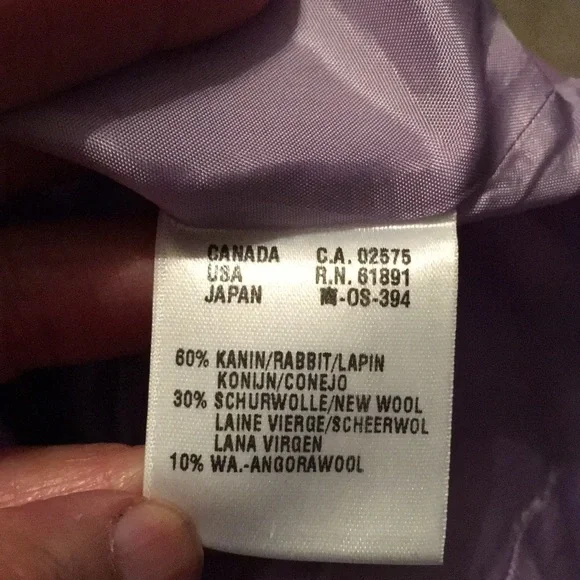 CANADA C.A. 02575
USA R.N. 61891
JAPAN 商-OS-394
60% KANIN/RABBIT/LAPIN
KONIJN/CONEJO
30% SCHURWOLLE/NEW WOOL
LAINE VIERGE/SCHEERWOL
LANA VIRGEN
10% WA.-ANGORAWOOL